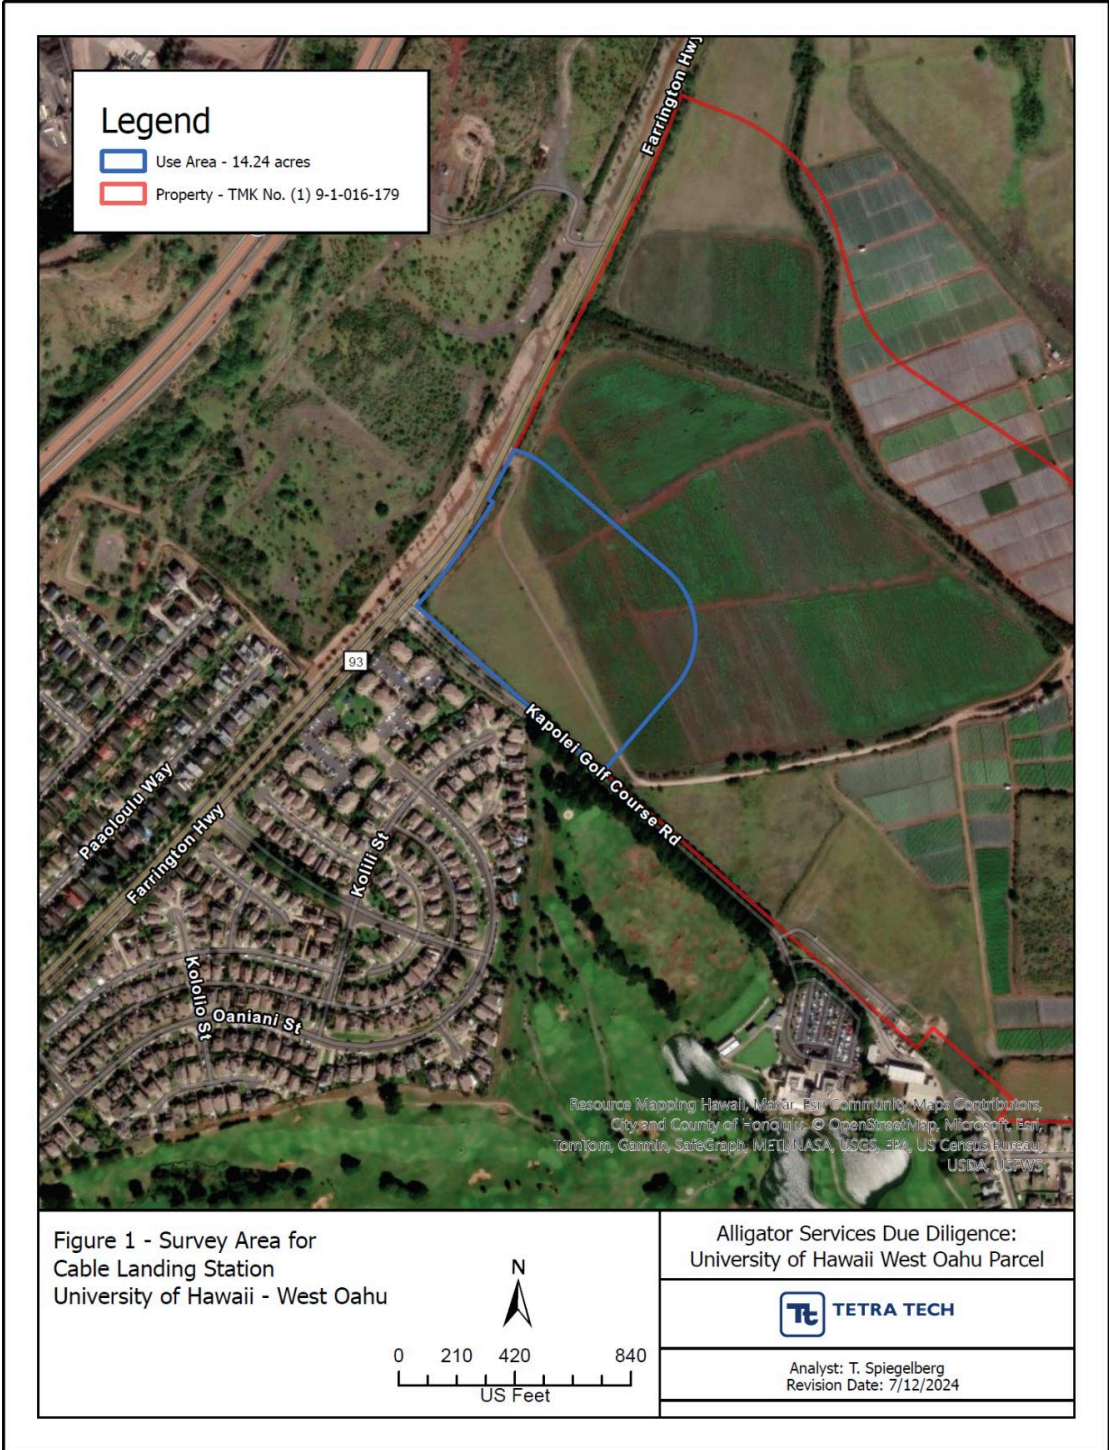 Legend
Use Area - 14.24 acres
Property - TMK No. (1) 9-1-016-179
Farrington Hwy
93
Kapolei Golf Course Rd
Paaoloulu Way
Farrington Hwy
Kolili St
Kololio St
Oaniani St
Resource Mapping Hawaii, Maxar, Esri Community Maps Contributors,
City and County of Honolulu, © OpenStreetMap, Microsoft, Esri,
TomTom, Garmin, SafeGraph, METI/NASA, USGS, EPA, US Census Bureau,
USDA, USFWS
Figure 1 - Survey Area for
Cable Landing Station
University of Hawaii - West Oahu
N
0 210 420 840
US Feet
Alligator Services Due Diligence:
University of Hawaii West Oahu Parcel
Tt TETRA TECH
Analyst: T. Spiegelberg
Revision Date: 7/12/2024